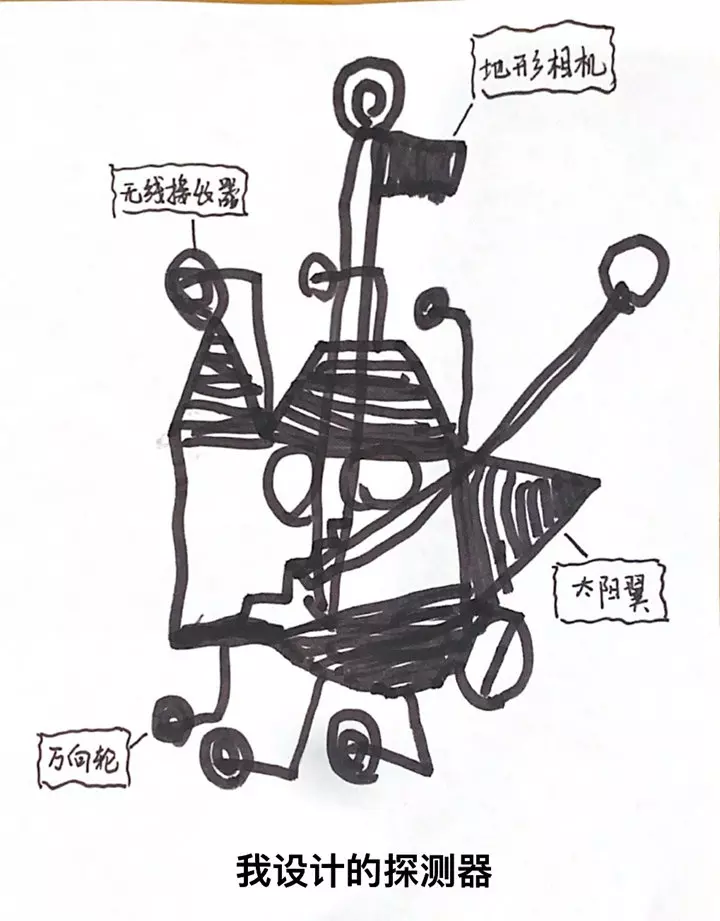 地形相机
无线接收器
太阳翼
万向轮
我设计的探测器